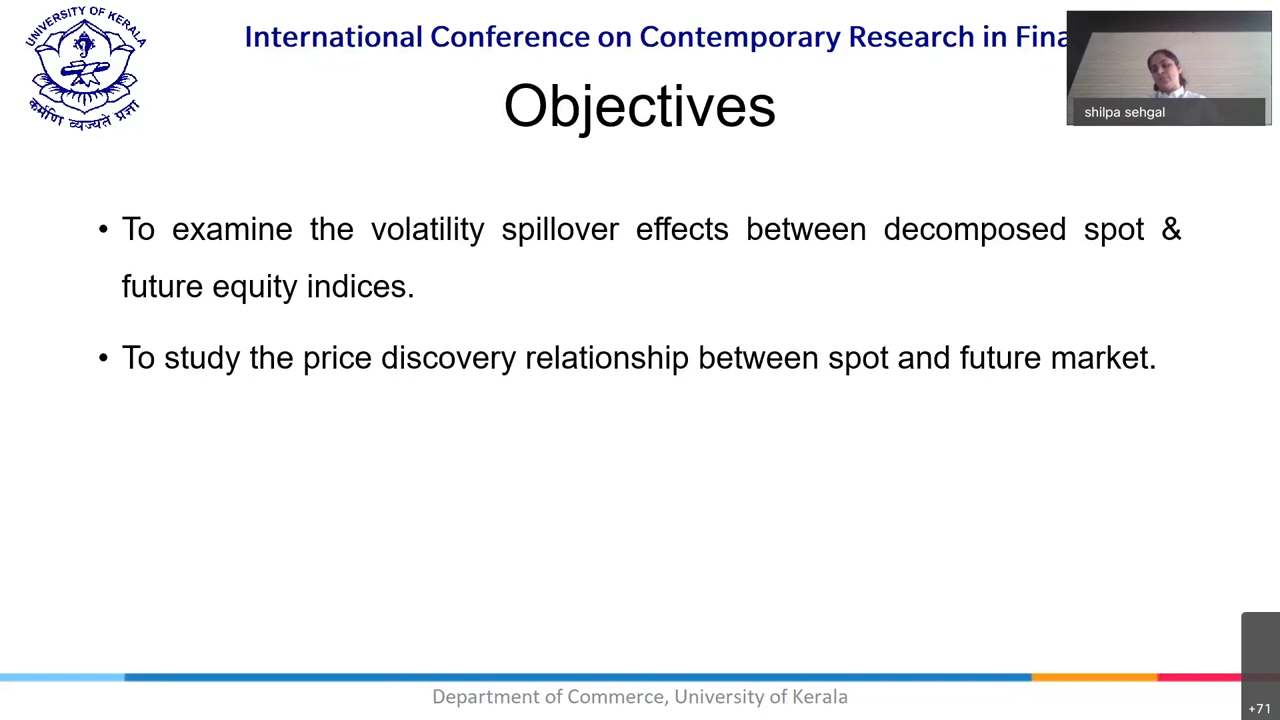 UNIVERSITY OF KERALA
कर्मणि व्यज्यते प्रज्ञा
International Conference on Contemporary Research in Fina
shilpa sehgal
Objectives
• To examine the volatility spillover effects between decomposed spot &
future equity indices.
• To study the price discovery relationship between spot and future market.
Department of Commerce, University of Kerala
+71